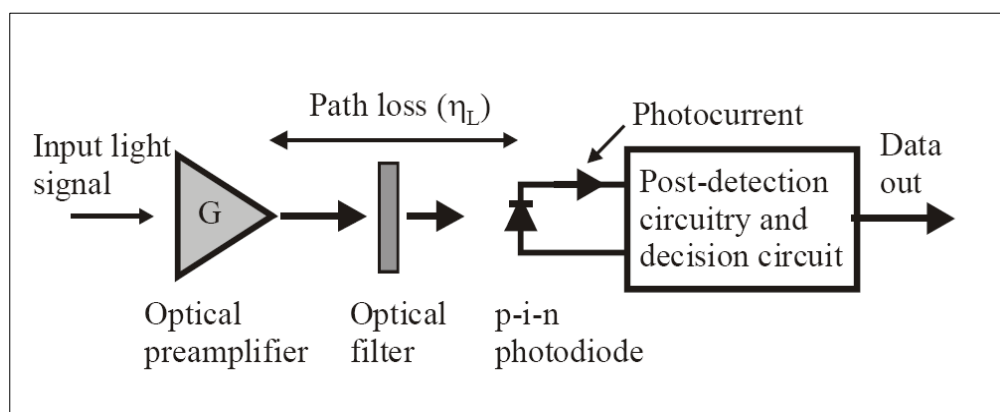 Path loss (ηL)
Photocurrent
Input light
signal
G
Data
out
Post-detection
circuitry and
decision circuit
Optical
preamplifier
Optical
filter
p-i-n
photodiode